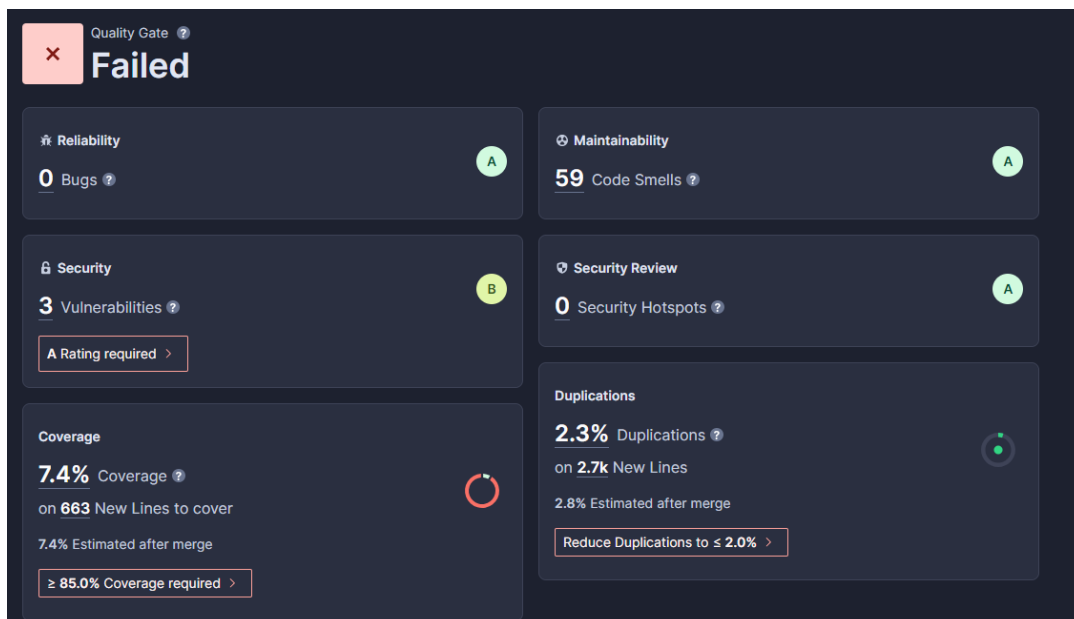 Quality Gate ?
Failed
Reliability
0 Bugs ?
A
Maintainability
59 Code Smells ?
A
Security
3 Vulnerabilities ?
B
A Rating required >
Security Review
0 Security Hotspots ?
A
Coverage
7.4% Coverage ?
on 663 New Lines to cover
7.4% Estimated after merge
≥ 85.0% Coverage required >
Duplications
2.3% Duplications ?
on 2.7k New Lines
2.8% Estimated after merge
Reduce Duplications to ≤ 2.0% >